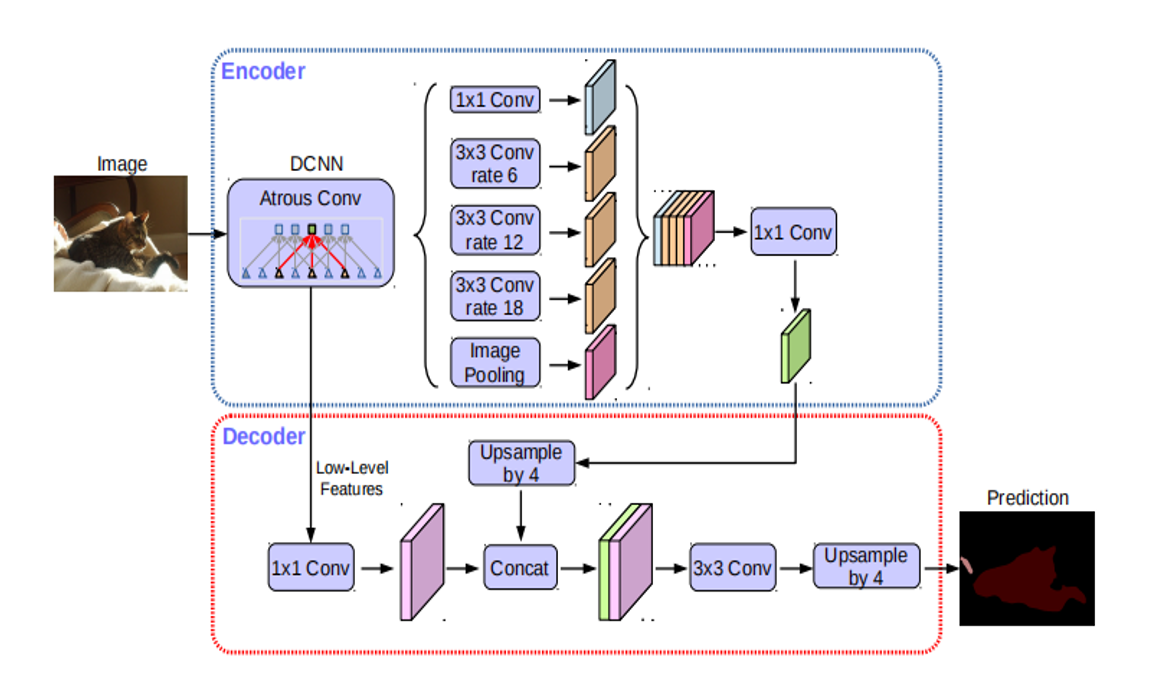 Encoder
Image
DCNN
Atrous Conv
1x1 Conv
3x3 Conv
rate 6
3x3 Conv
rate 12
3x3 Conv
rate 18
Image
Pooling
1x1 Conv
Decoder
Low-Level
Features
Upsample
by 4
1x1 Conv
Concat
3x3 Conv
Upsample
by 4
Prediction